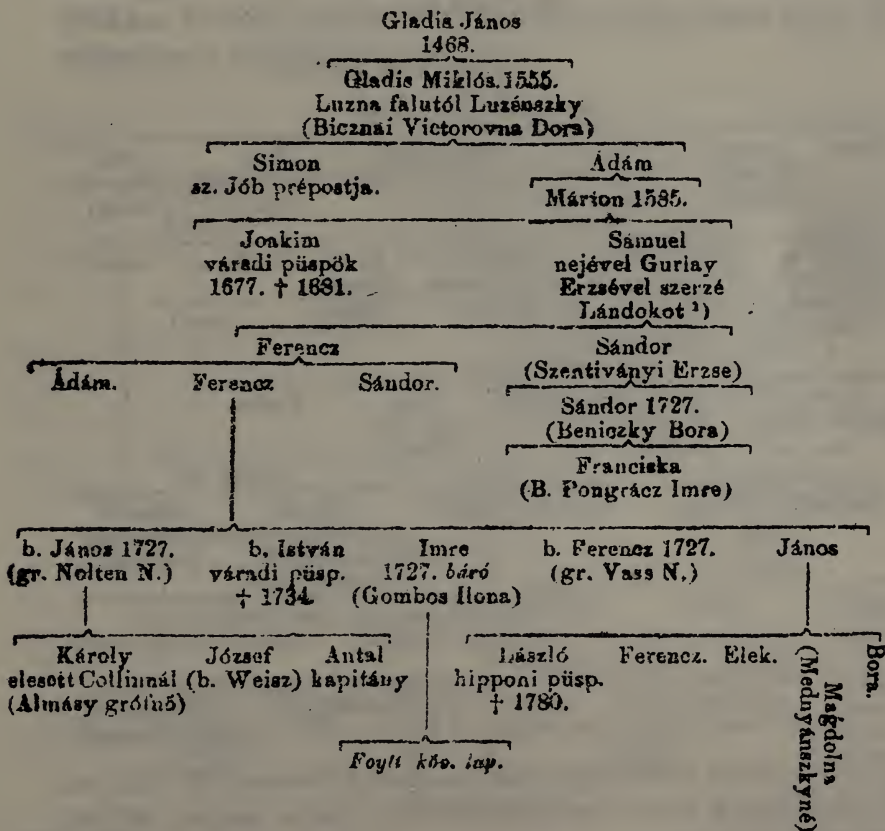 Gladis János
1468.
Gladis Miklós. 1555.
Luzna falutól Luzénszky
(Bicznai Victorovna Dora)
Simon Ádám
sz. Jób prépostja. Márton 1585.
Joakim Sámuel
váradi püspök nejével Gurlay
1677. † 1681. Erzsével szerzé
Lándokot ¹)
Ferencz Sándor
(Szentiványi Erzse)
Ádám. Ferencz Sándor.
Sándor 1727.
(Beniczky Bora)
Franciska
(B. Pongrácz Imre)
b. János 1727. b. István Imre b. Ferencz 1727. János
(gr. Nolten N.) váradi püsp. 1727. báró (gr. Vass N.)
† 1734. (Gombos Ilona)
Károly József Antal László Ferencz. Elek. Magdolna Bora.
elesett Collinnál (b. Weisz) kapitány hipponi püsp. (Mednyánszkyné)
(Almásy grófnő) † 1780.
Foyt. köv. lap.